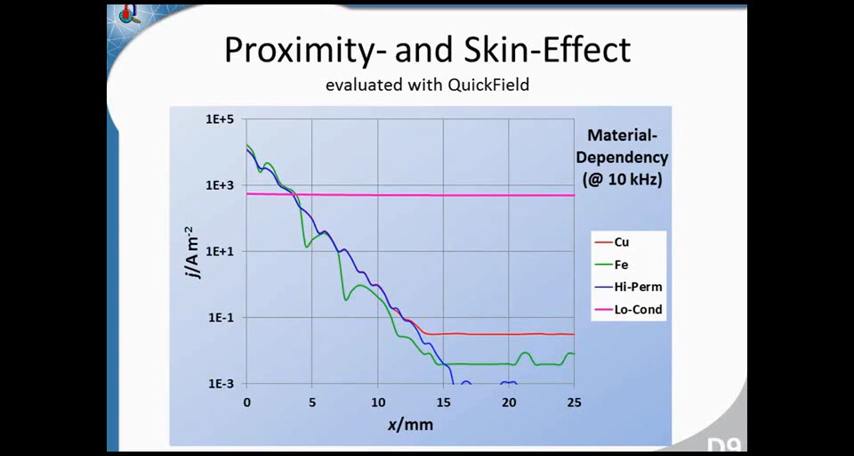 Proximity- and Skin-Effect
evaluated with QuickField
1E+5
1E+3
1E+1
1E-1
1E-3
j/A m-2
0
5
10
15
20
25
x/mm
Material-
Dependency
(@ 10 kHz)
Cu
Fe
Hi-Perm
Lo-Cond
D9